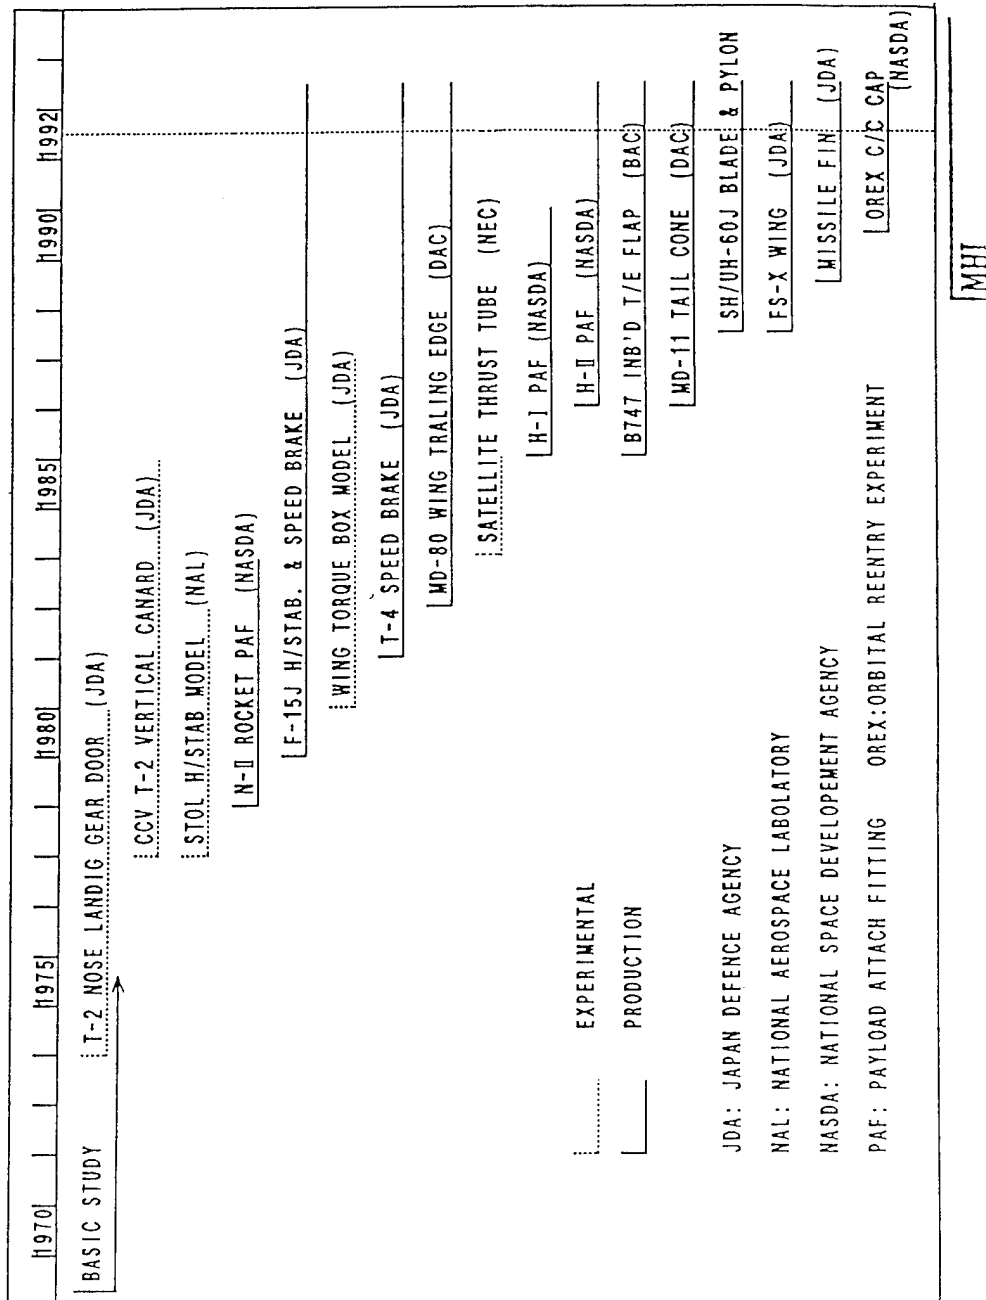 1970 1975 1980 1985 1990 1992
BASIC STUDY
T-2 NOSE LANDIG GEAR DOOR (JDA)
CCV T-2 VERTICAL CANARD (JDA)
STOL H/STAB MODEL (NAL)
N-Ⅱ ROCKET PAF (NASDA)
F-15J H/STAB. & SPEED BRAKE (JDA)
WING TORQUE BOX MODEL (JDA)
T-4 SPEED BRAKE (JDA)
MD-80 WING TRALING EDGE (DAC)
SATELLITE THRUST TUBE (NEC)
H-I PAF (NASDA)
H-Ⅱ PAF (NASDA)
B747 INB'D T/E FLAP (BAC)
MD-11 TAIL CONE (DAC)
SH/UH-60J BLADE & PYLON
FS-X WING (JDA)
MISSILE FIN (JDA)
OREX C/C CAP
(NASDA)
EXPERIMENTAL
PRODUCTION
JDA: JAPAN DEFENCE AGENCY
NAL: NATIONAL AEROSPACE LABOLATORY
NASDA: NATIONAL SPACE DEVELOPEMENT AGENCY
PAF: PAYLOAD ATTACH FITTING OREX:ORBITAL REENTRY EXPERIMENT
MHI